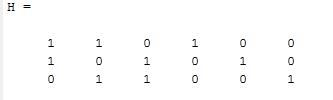 H =
1 1 0 1 0 0
1 0 1 0 1 0
0 1 1 0 0 1